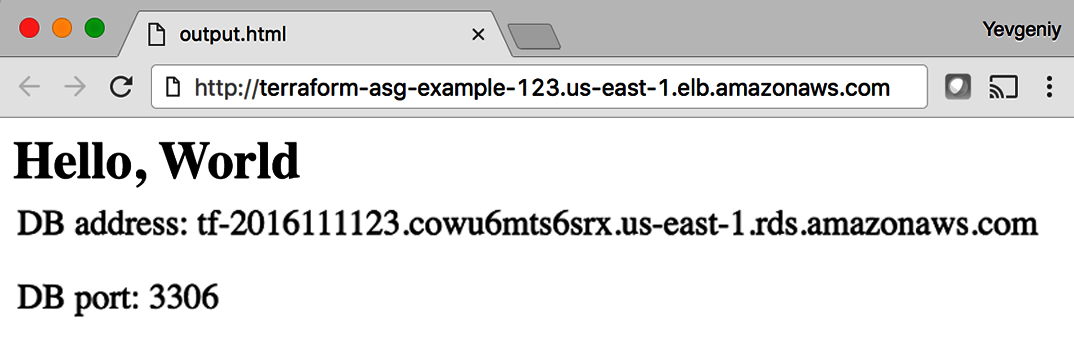 output.html
Yevgeniy
http://terraform-asg-example-123.us-east-1.elb.amazonaws.com
Hello, World
DB address: tf-2016111123.cowu6mts6srx.us-east-1.rds.amazonaws.com
DB port: 3306